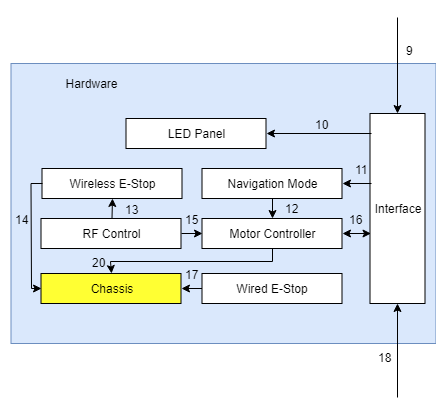 9
Hardware
LED Panel
10
Wireless E-Stop
Navigation Mode
11
13
12
Interface
14
RF Control
15
Motor Controller
16
20
17
Chassis
Wired E-Stop
18